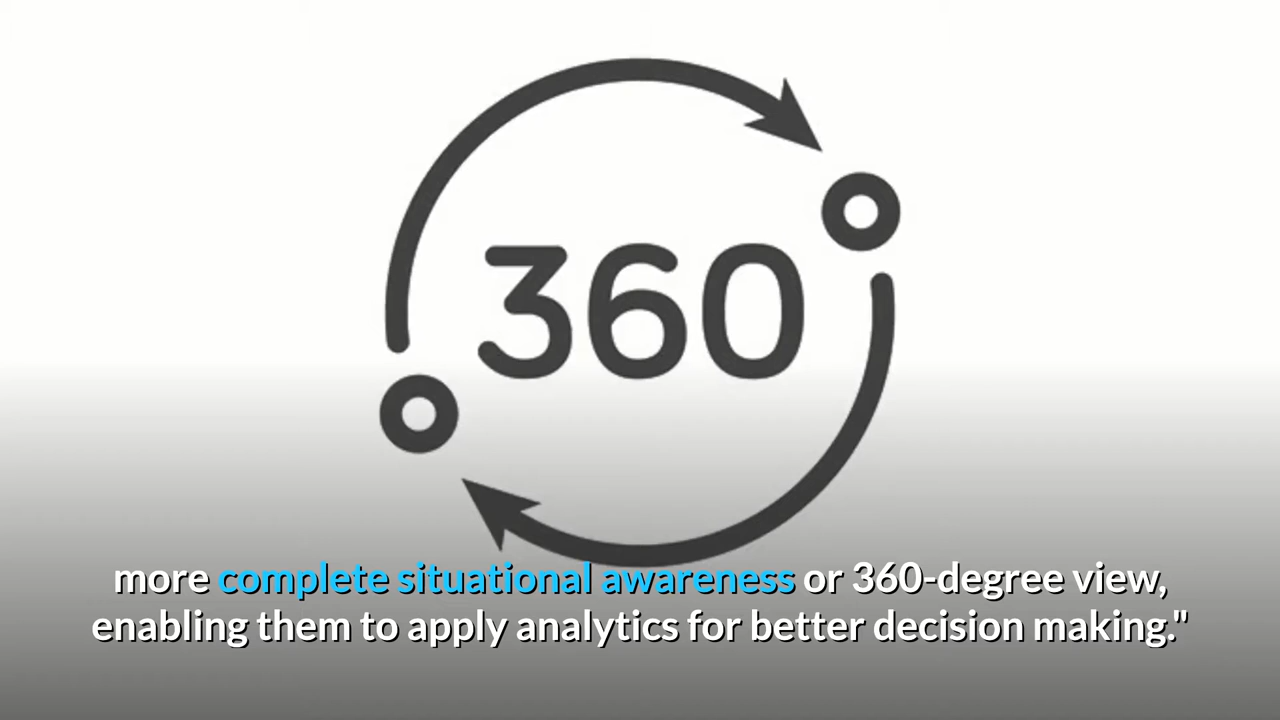 360
more complete situational awareness or 360-degree view,
enabling them to apply analytics for better decision making."